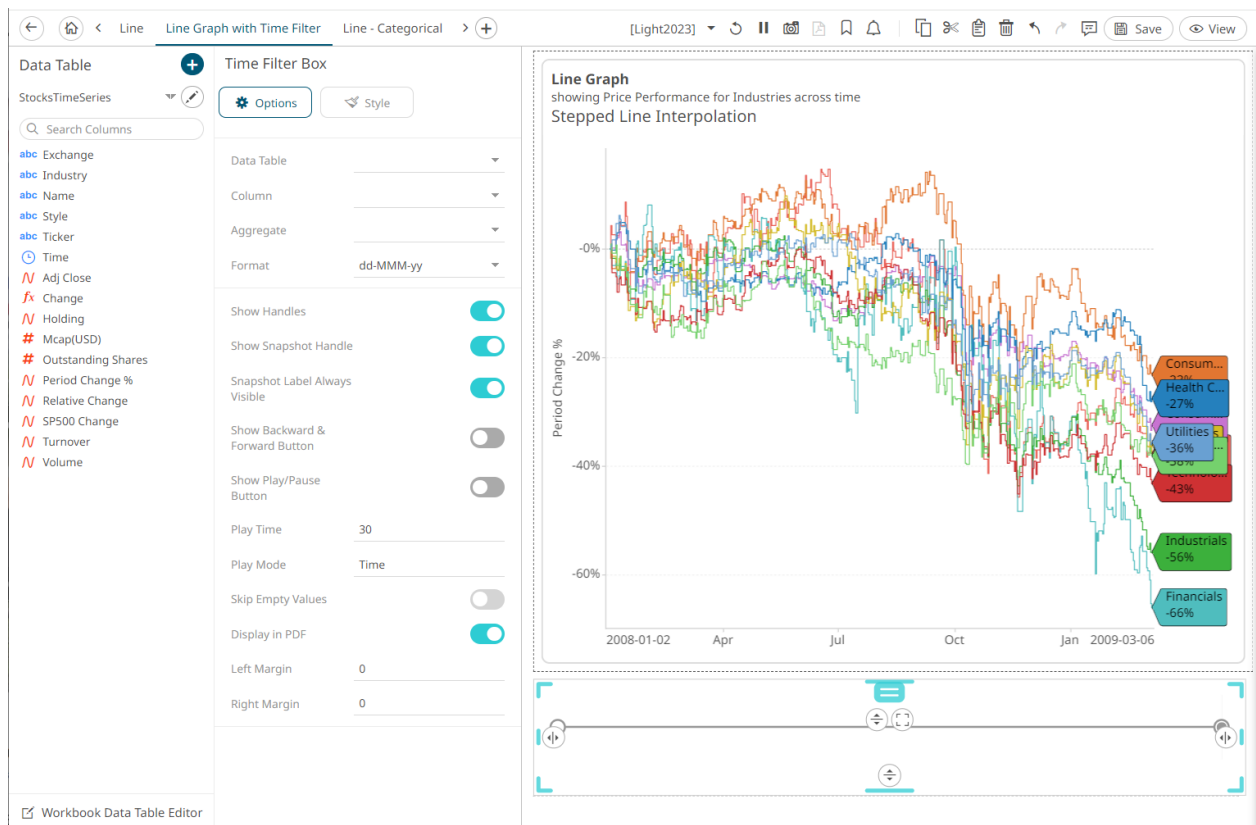 Line
Line Graph with Time Filter
Line - Categorical
[Light2023]
Save
View
Data Table
StocksTimeSeries
Search Columns
abc Exchange
abc Industry
abc Name
abc Style
abc Ticker
Time
Adj Close
fx Change
Holding
# Mcap(USD)
# Outstanding Shares
Period Change %
Relative Change
SP500 Change
Turnover
Volume
Workbook Data Table Editor
Time Filter Box
Options
Style
Data Table
Column
Aggregate
Format dd-MMM-yy
Show Handles
Show Snapshot Handle
Snapshot Label Always
Visible
Show Backward &
Forward Button
Show Play/Pause
Button
Play Time 30
Play Mode Time
Skip Empty Values
Display in PDF
Left Margin 0
Right Margin 0
Line Graph
showing Price Performance for Industries across time
Stepped Line Interpolation
Period Change %
-0%
-20%
-40%
-60%
2008-01-02 Apr Jul Oct Jan 2009-03-06
Consum...
Health C...
-27%
Utilities
-36%
-43%
Industrials
-56%
Financials
-66%